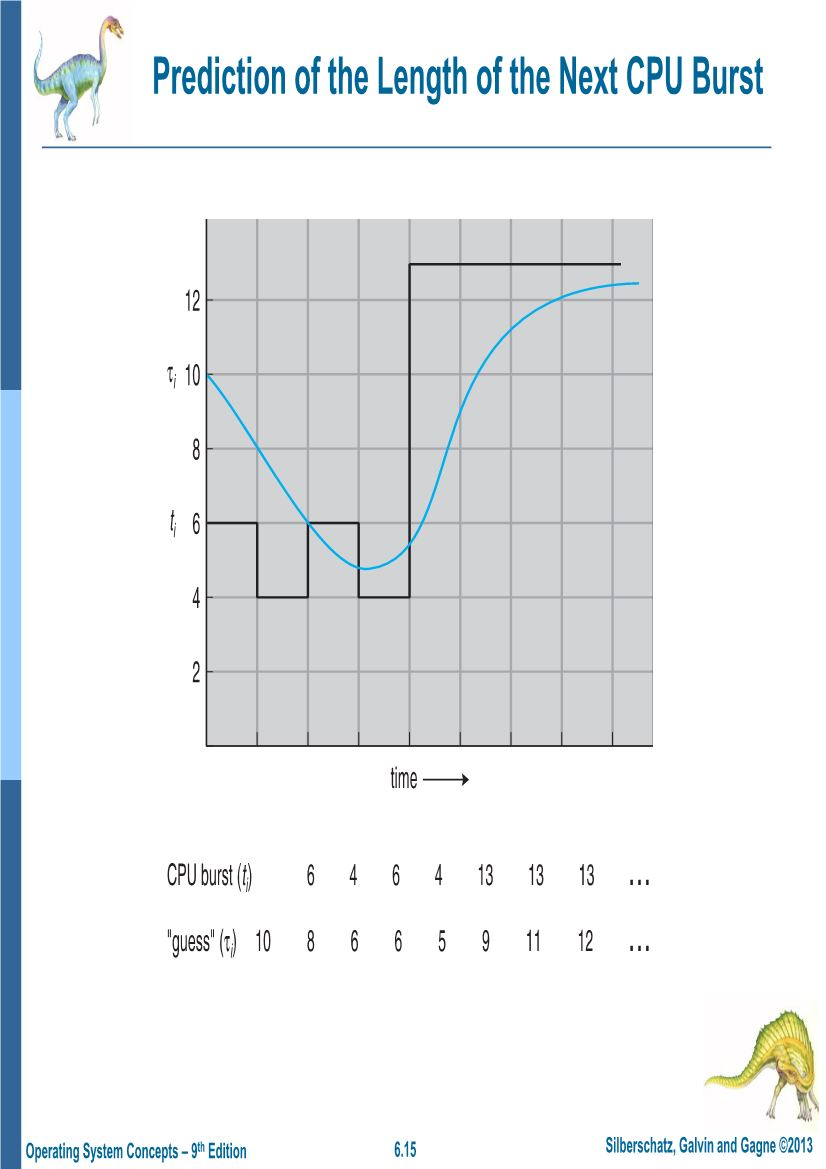 Prediction of the Length of the Next CPU Burst
12
τi 10
8
ti 6
4
2
time →
CPU burst (ti) 6 4 6 4 13 13 13 …
"guess" (τi) 10 8 6 6 5 9 11 12 …
Operating System Concepts – 9th Edition 6.15 Silberschatz, Galvin and Gagne ©2013